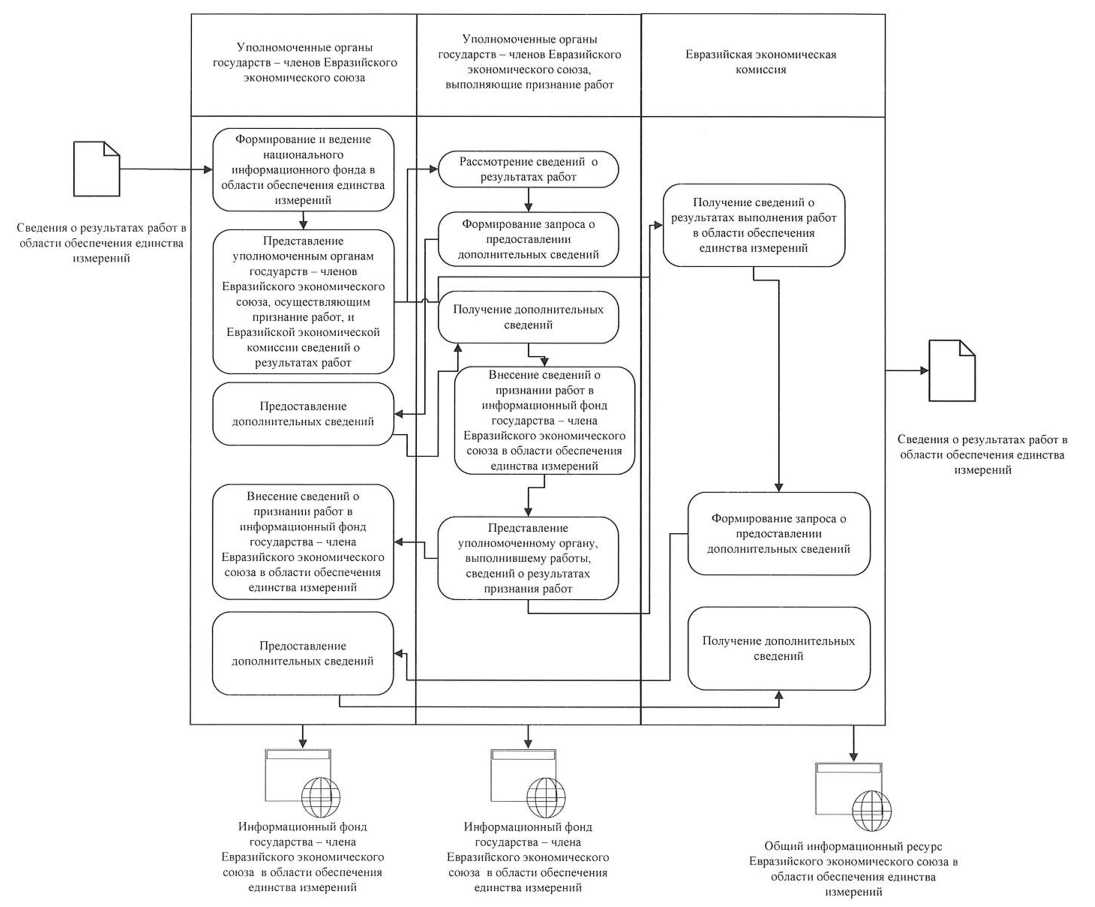 Уполномоченные органы
государств – членов Евразийского
экономического союза
Уполномоченные органы
государств – членов Евразийского
экономического союза,
выполняющие признание работ
Евразийская экономическая
комиссия
Сведения о результатах работ в
области обеспечения единства
измерений
Формирование и ведение
национального
информационного фонда в
области обеспечения единства
измерений
Представление
уполномоченным органам
госдуарств – членов
Евразийского экономического
союза, осуществляющим
признание работ, и
Евразийской экономической
комиссии сведений о
результатах работ
Предоставление
дополнительных сведений
Внесение сведений о
признании работ в
информационный фонд
государства – члена
Евразийского экономического
союза в области обеспечения
единства измерений
Предоставление
дополнительных сведений
Рассмотрение сведений о
результатах работ
Формирование запроса о
предоставлении
дополнительных сведений
Получение дополнительных
сведений
Внесение сведений о
признании работ в
информационный фонд
государства – члена
Евразийского экономического
союза в области обеспечения
единства измерений
Представление
уполномоченному органу,
выполнившему работы,
сведений о результатах
признания работ
Получение сведений о
результатах выполнения работ
в области обеспечения
единства измерений
Формирование запроса о
предоставлении
дополнительных сведений
Получение дополнительных
сведений
Сведения о результатах работ в
области обеспечения единства
измерений
Информационный фонд
государства – члена
Евразийского экономического
союза в области обеспечения
единства измерений
Информационный фонд
государства – члена
Евразийского экономического
союза в области обеспечения
единства измерений
Общий информационный ресурс
Евразийского экономического союза в
области обеспечения единства
измерений